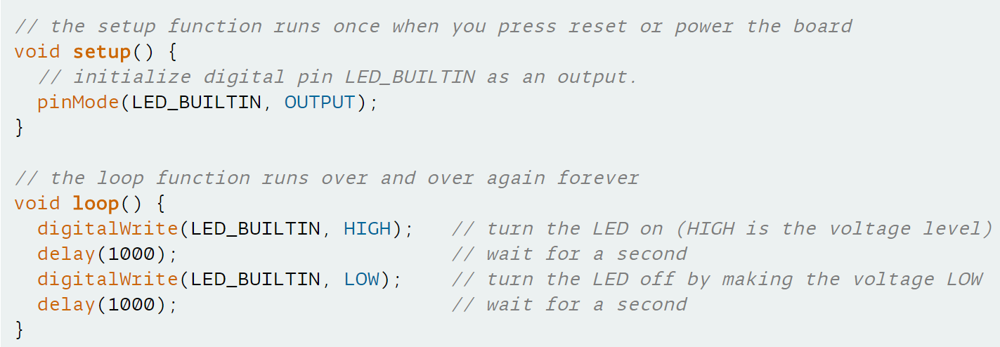 // the setup function runs once when you press reset or power the board
void setup() {
  // initialize digital pin LED_BUILTIN as an output.
  pinMode(LED_BUILTIN, OUTPUT);
}

// the loop function runs over and over again forever
void loop() {
  digitalWrite(LED_BUILTIN, HIGH);   // turn the LED on (HIGH is the voltage level)
  delay(1000);                       // wait for a second
  digitalWrite(LED_BUILTIN, LOW);    // turn the LED off by making the voltage LOW
  delay(1000);                       // wait for a second
}